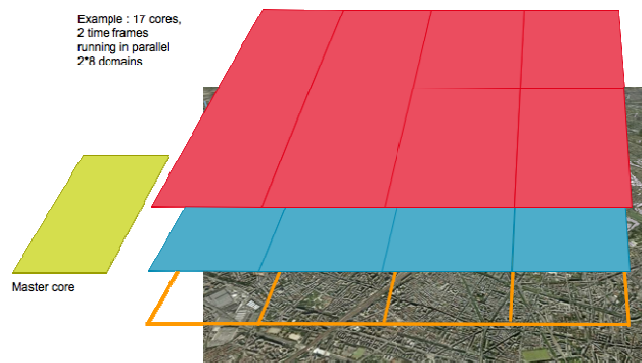 Example : 17 cores,
2 time frames
running in parallel
2*8 domains
Master core